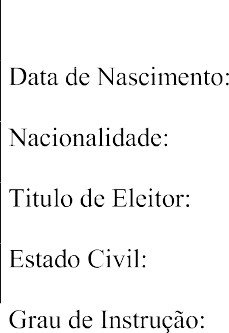 Data de Nascimento:
Nacionalidade:
Titulo de Eleitor:
Estado Civil:
Grau de Instrução: